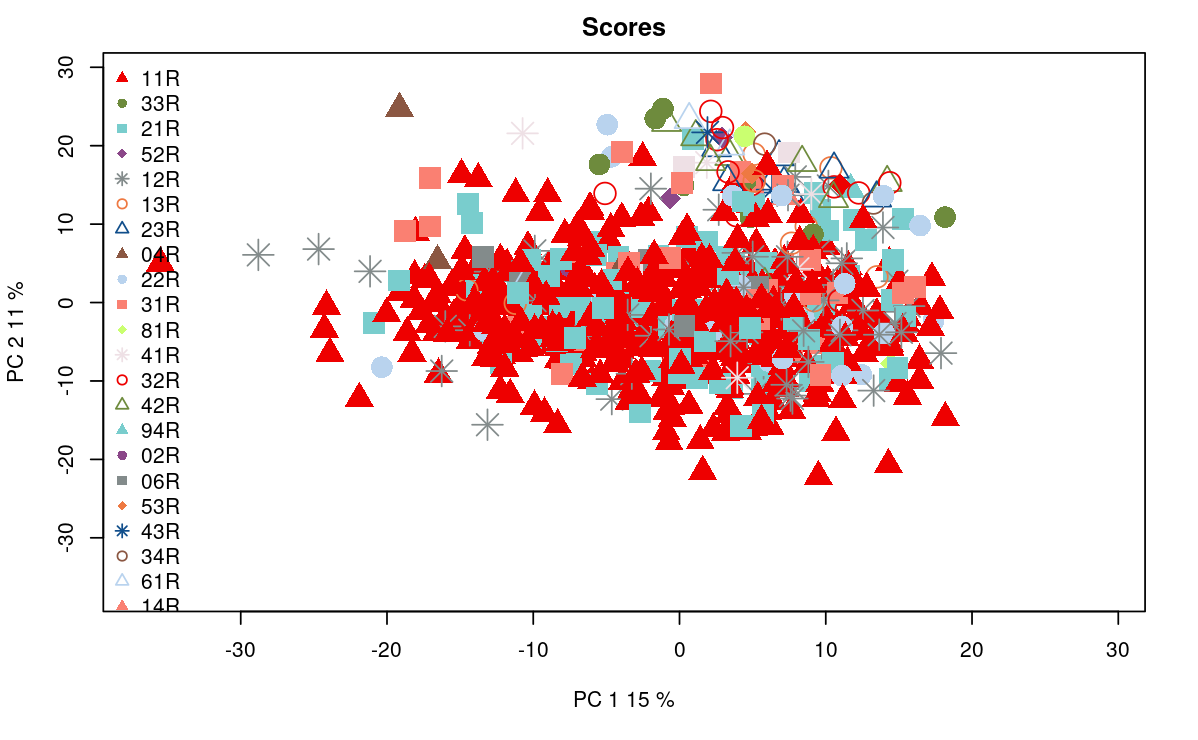 Scores
30
20
10
0
-10
-20
-30
PC 2 11 %
11R
33R
21R
52R
12R
13R
23R
04R
22R
31R
81R
41R
32R
42R
94R
02R
06R
53R
43R
34R
61R
14R
-30 -20 -10 0 10 20 30
PC 1 15 %